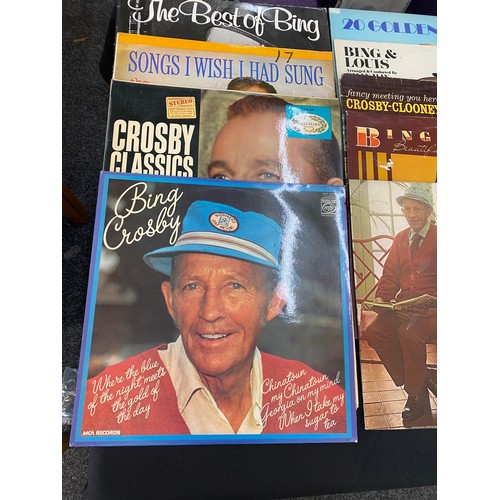 The Best of Bing
17
SONGS I WISH I HAD SUNG
STEREO
CROSBY
CLASSICS
Bing
Crosby
mfp
Where the blue
of the night meets
the gold of
the day
Chinatown
my Chinatown
Georgia on my mind
When I take my
sugar to
tea
MCA RECORDS
20 GOLDEN
BING &
LOUIS
fancy meeting you here
CROSBY-CLOONEY
BING
Beautiful